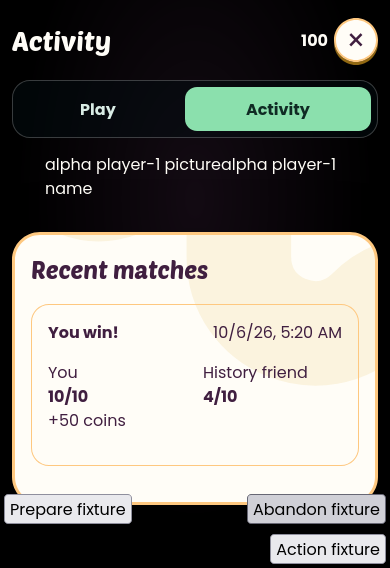 Activity
100 ×
Play
Activity
alpha player-1 picturealpha player-1
name
Recent matches
You win!
10/6/26, 5:20 AM
You
History friend
10/10
4/10
+50 coins
Prepare fixture
Abandon fixture
Action fixture